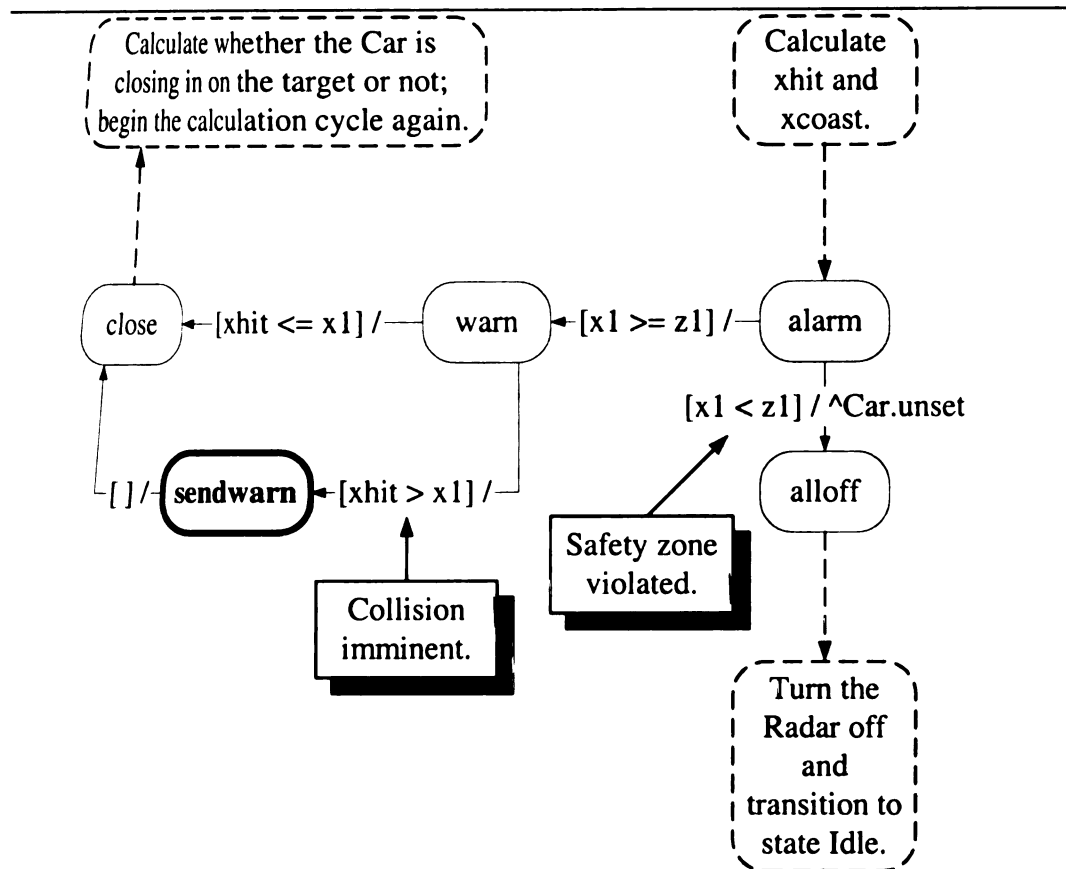 Calculate whether the Car is
closing in on the target or not;
begin the calculation cycle again.
Calculate
xhit and
xcoast.
close
[xhit <= x1] /
warn
[x1 >= z1] /
alarm
[x1 < z1] / ^Car.unset
[ ] /
sendwarn
[xhit > x1] /
alloff
Safety zone
violated.
Collision
imminent.
Turn the
Radar off
and
transition to
state Idle.